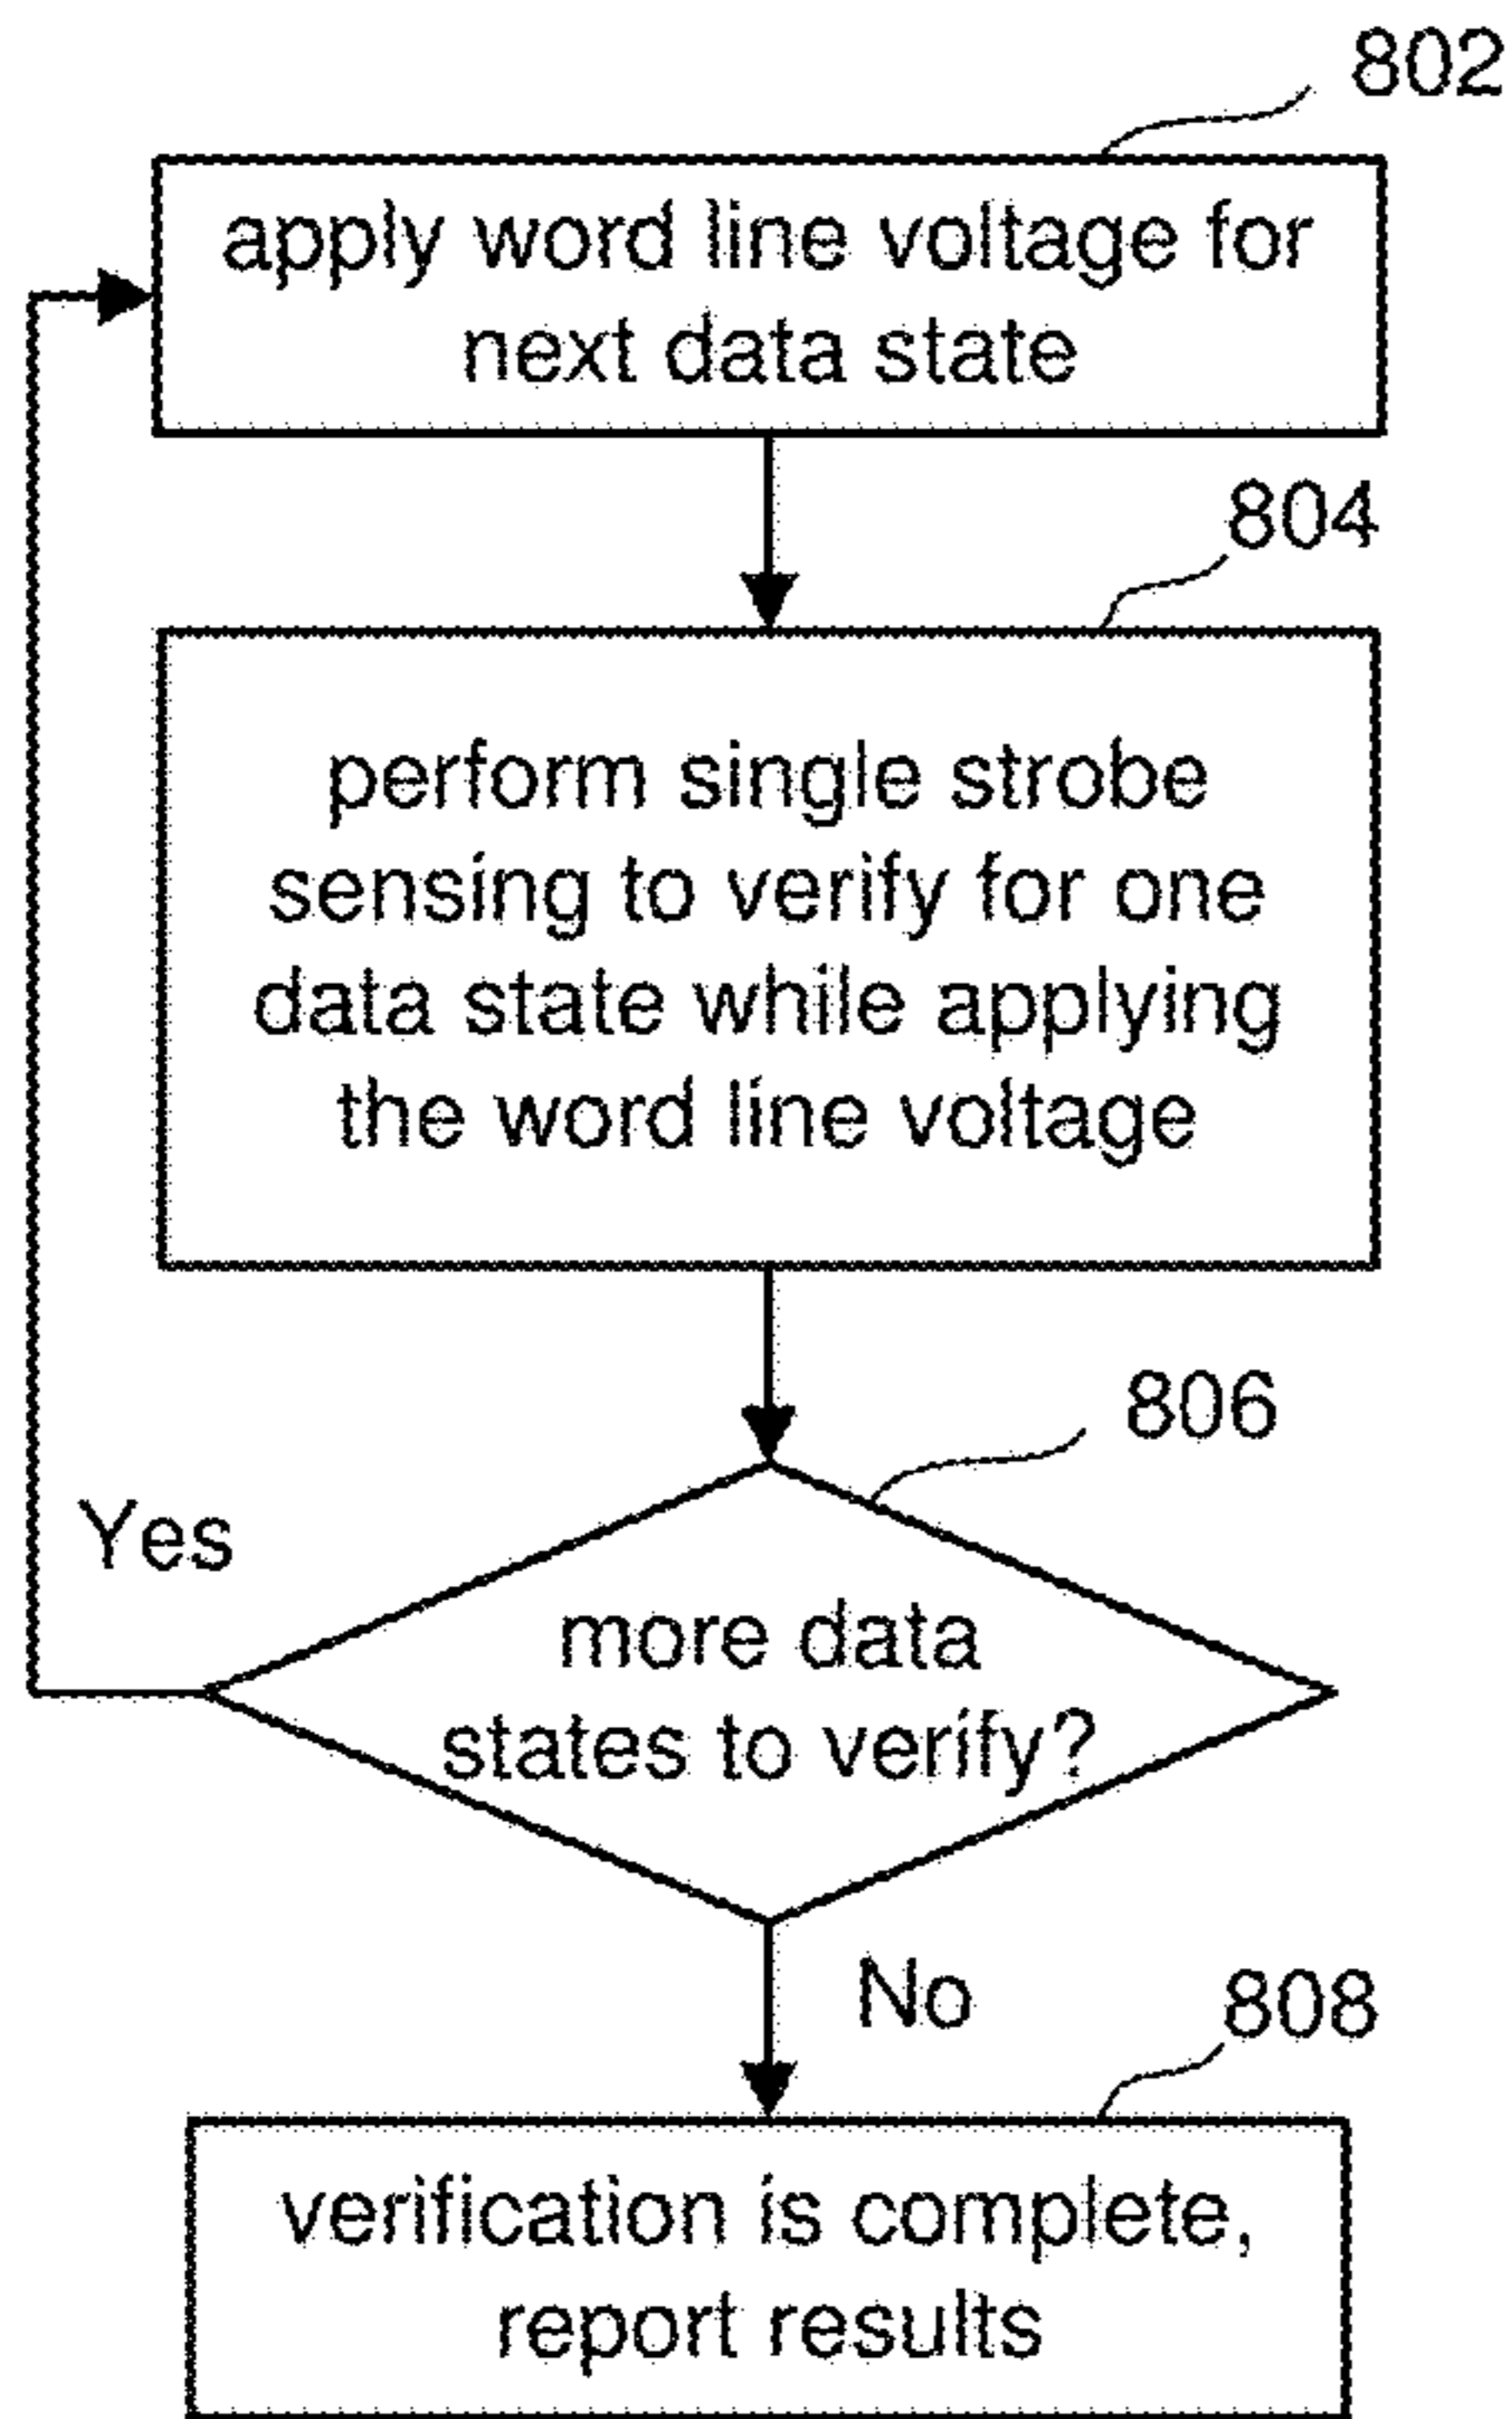 802
apply word line voltage for
next data state
804
perform single strobe
sensing to verify for one
data state while applying
the word line voltage
806
Yes
more data
states to verify?
No
808
verification is complete,
report results